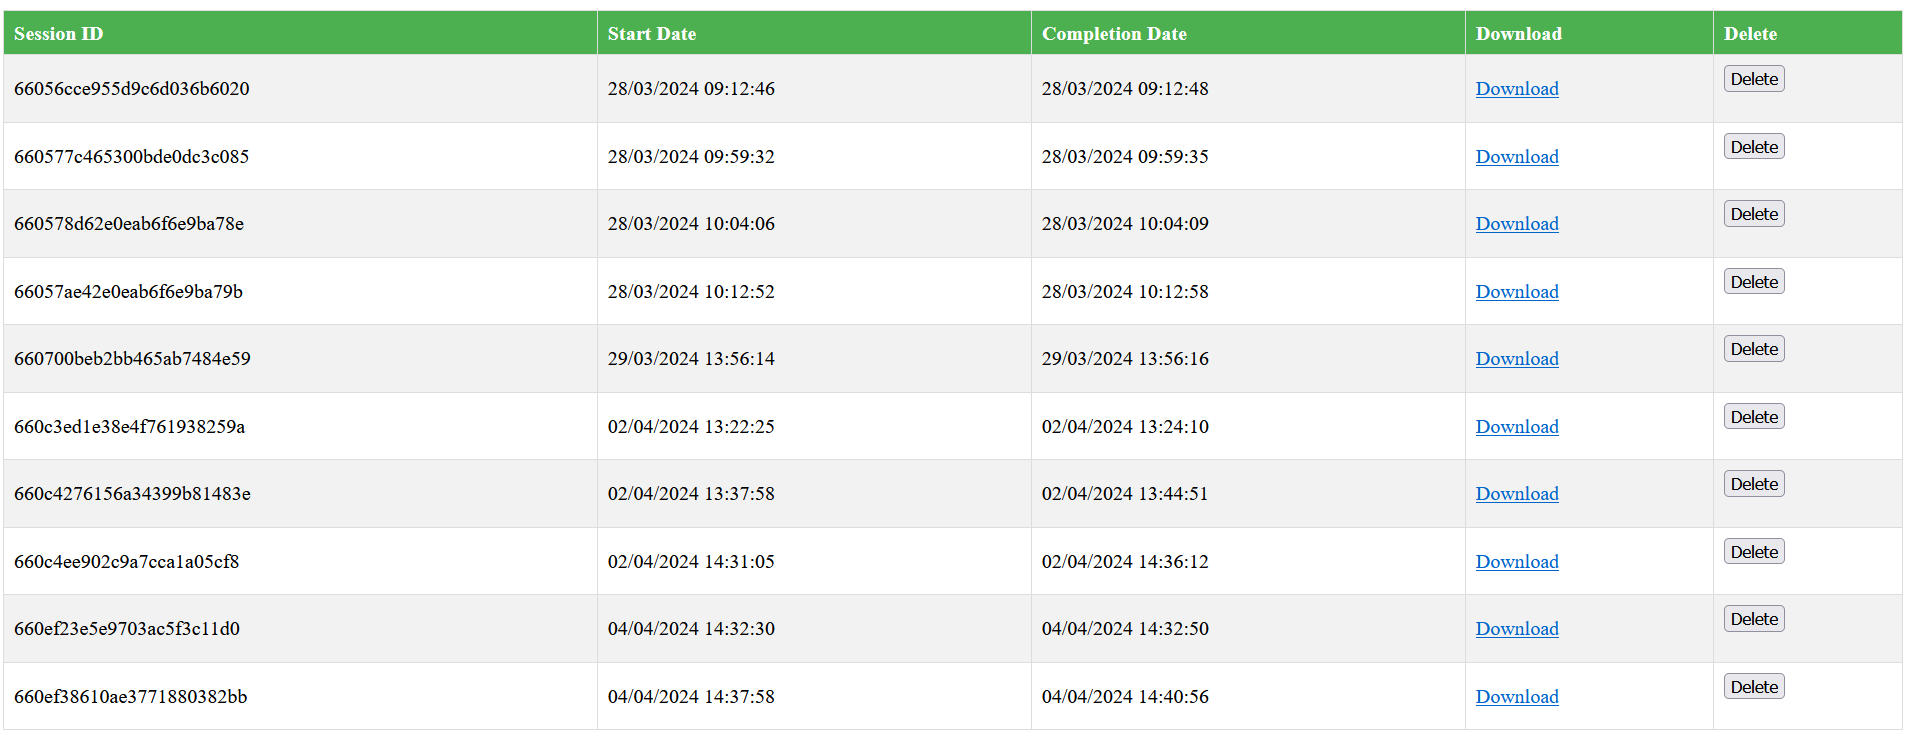 Session ID Start Date Completion Date Download Delete
66056cce955d9c6d036b6020 28/03/2024 09:12:46 28/03/2024 09:12:48 Download Delete
660577c465300bde0dc3c085 28/03/2024 09:59:32 28/03/2024 09:59:35 Download Delete
660578d62e0eab6f6e9ba78e 28/03/2024 10:04:06 28/03/2024 10:04:09 Download Delete
66057ae42e0eab6f6e9ba79b 28/03/2024 10:12:52 28/03/2024 10:12:58 Download Delete
660700beb2bb465ab7484e59 29/03/2024 13:56:14 29/03/2024 13:56:16 Download Delete
660c3ed1e38e4f761938259a 02/04/2024 13:22:25 02/04/2024 13:24:10 Download Delete
660c4276156a34399b81483e 02/04/2024 13:37:58 02/04/2024 13:44:51 Download Delete
660c4ee902c9a7cca1a05cf8 02/04/2024 14:31:05 02/04/2024 14:36:12 Download Delete
660ef23e5e9703ac5f3c11d0 04/04/2024 14:32:30 04/04/2024 14:32:50 Download Delete
660ef38610ae3771880382bb 04/04/2024 14:37:58 04/04/2024 14:40:56 Download Delete